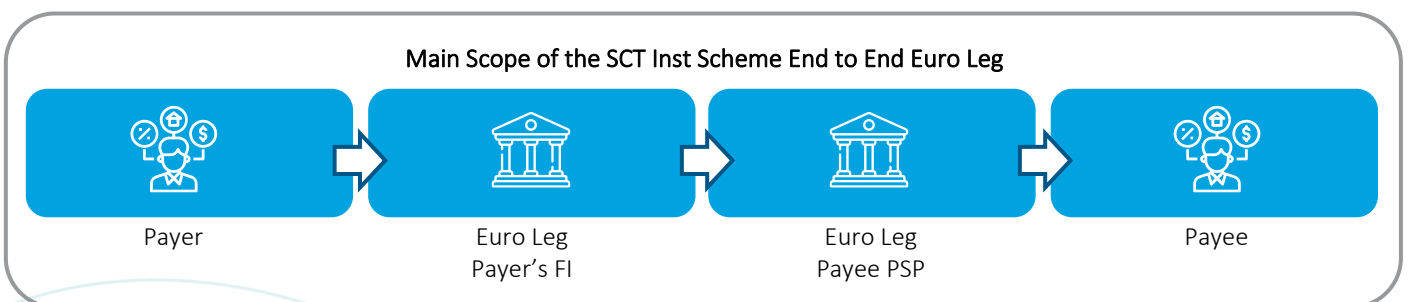 Main Scope of the SCT Inst Scheme End to End Euro Leg
Payer
Euro Leg
Payer’s FI
Euro Leg
Payee PSP
Payee